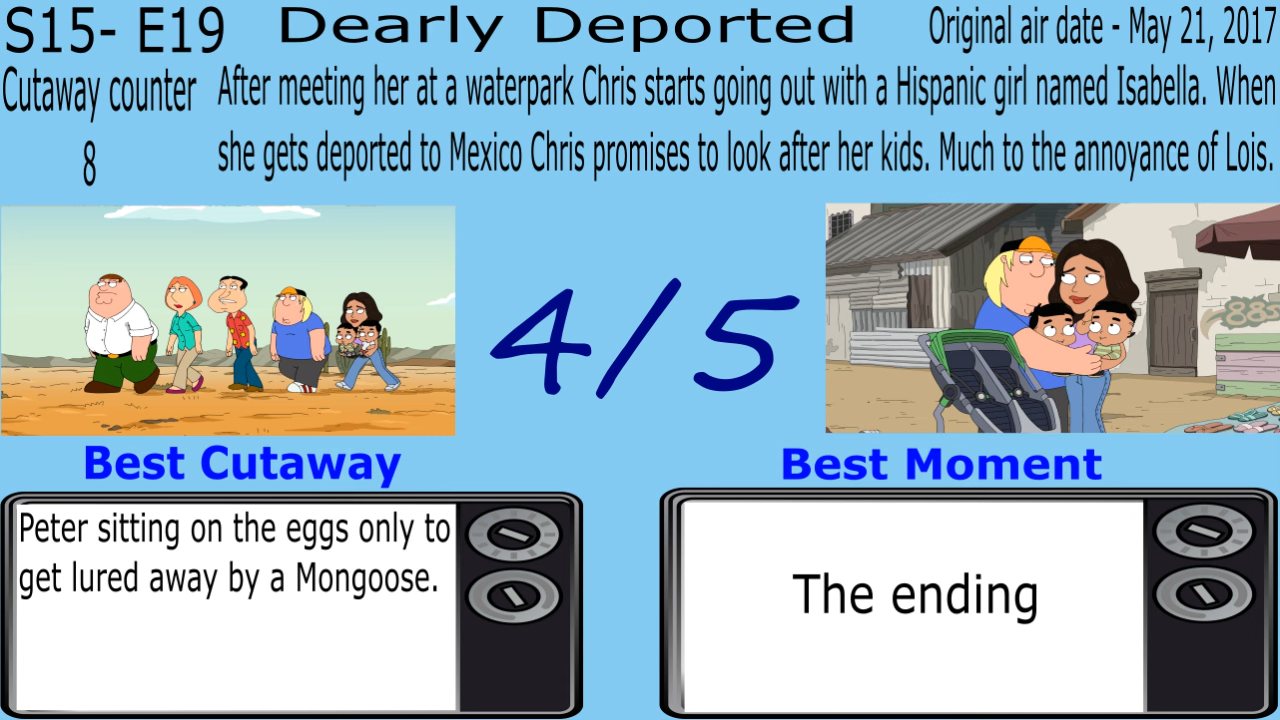 S15- E19
Dearly Deported
Original air date - May 21, 2017
Cutaway counter
8
After meeting her at a waterpark Chris starts going out with a Hispanic girl named Isabella. When
she gets deported to Mexico Chris promises to look after her kids. Much to the annoyance of Lois.
4/5
885
Best Cutaway
Best Moment
Peter sitting on the eggs only to
get lured away by a Mongoose.
The ending